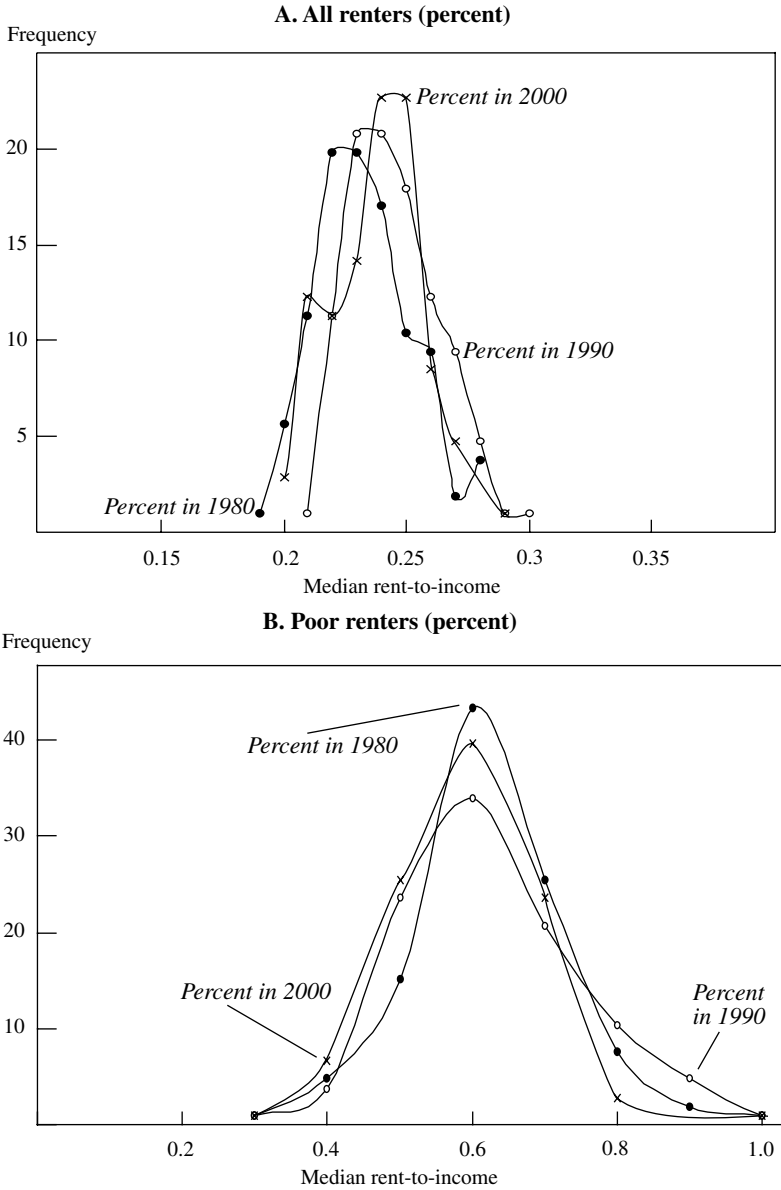 A. All renters (percent)
Frequency
Percent in 2000
20
15
10
Percent in 1990
5
Percent in 1980
0.15 0.2 0.25 0.3 0.35
Median rent-to-income
B. Poor renters (percent)
Frequency
40
Percent in 1980
30
20
Percent in 2000
Percent
in 1990
10
0.2 0.4 0.6 0.8 1.0
Median rent-to-income